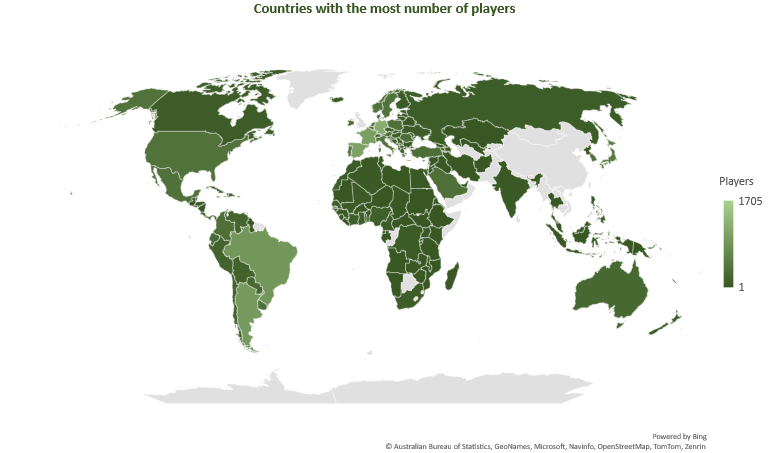 Countries with the most number of players
Players
1705
1
Powered by Bing
© Australian Bureau of Statistics, GeoNames, Microsoft, Navinfo, OpenStreetMap, TomTom, Zenrin